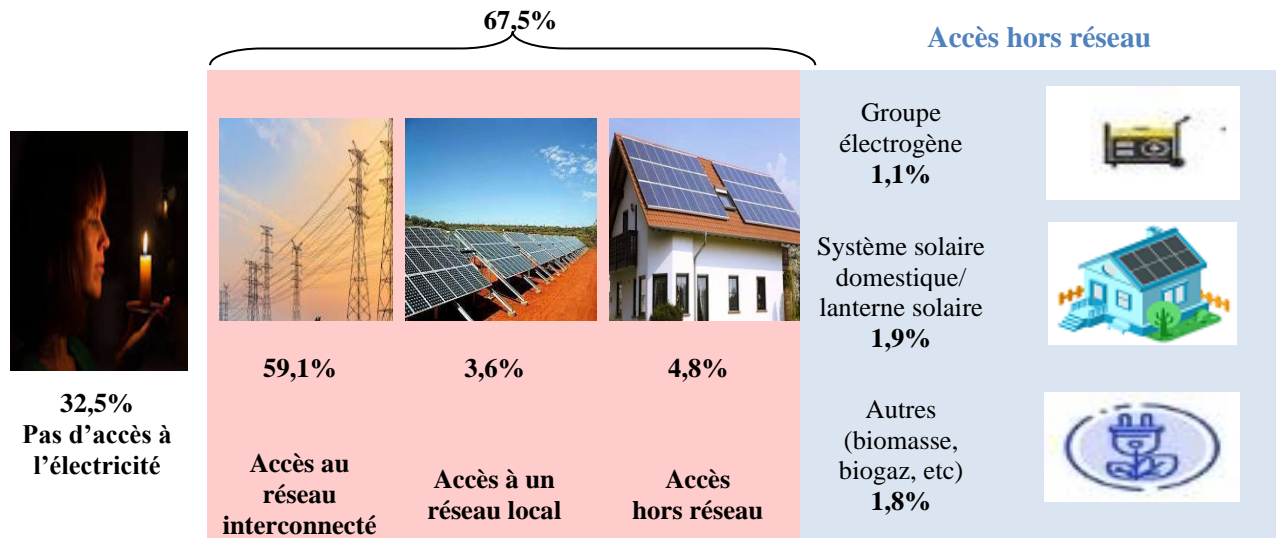 67,5%
Accès hors réseau
32,5%
Pas d'accès à
l'électricité
59,1%
Accès au
réseau
interconnecté
3,6%
Accès à un
réseau local
4,8%
Accès
hors réseau
Groupe
électrogène
1,1%
Système solaire
domestique/
lanterne solaire
1,9%
Autres
(biomasse,
biogaz, etc)
1,8%